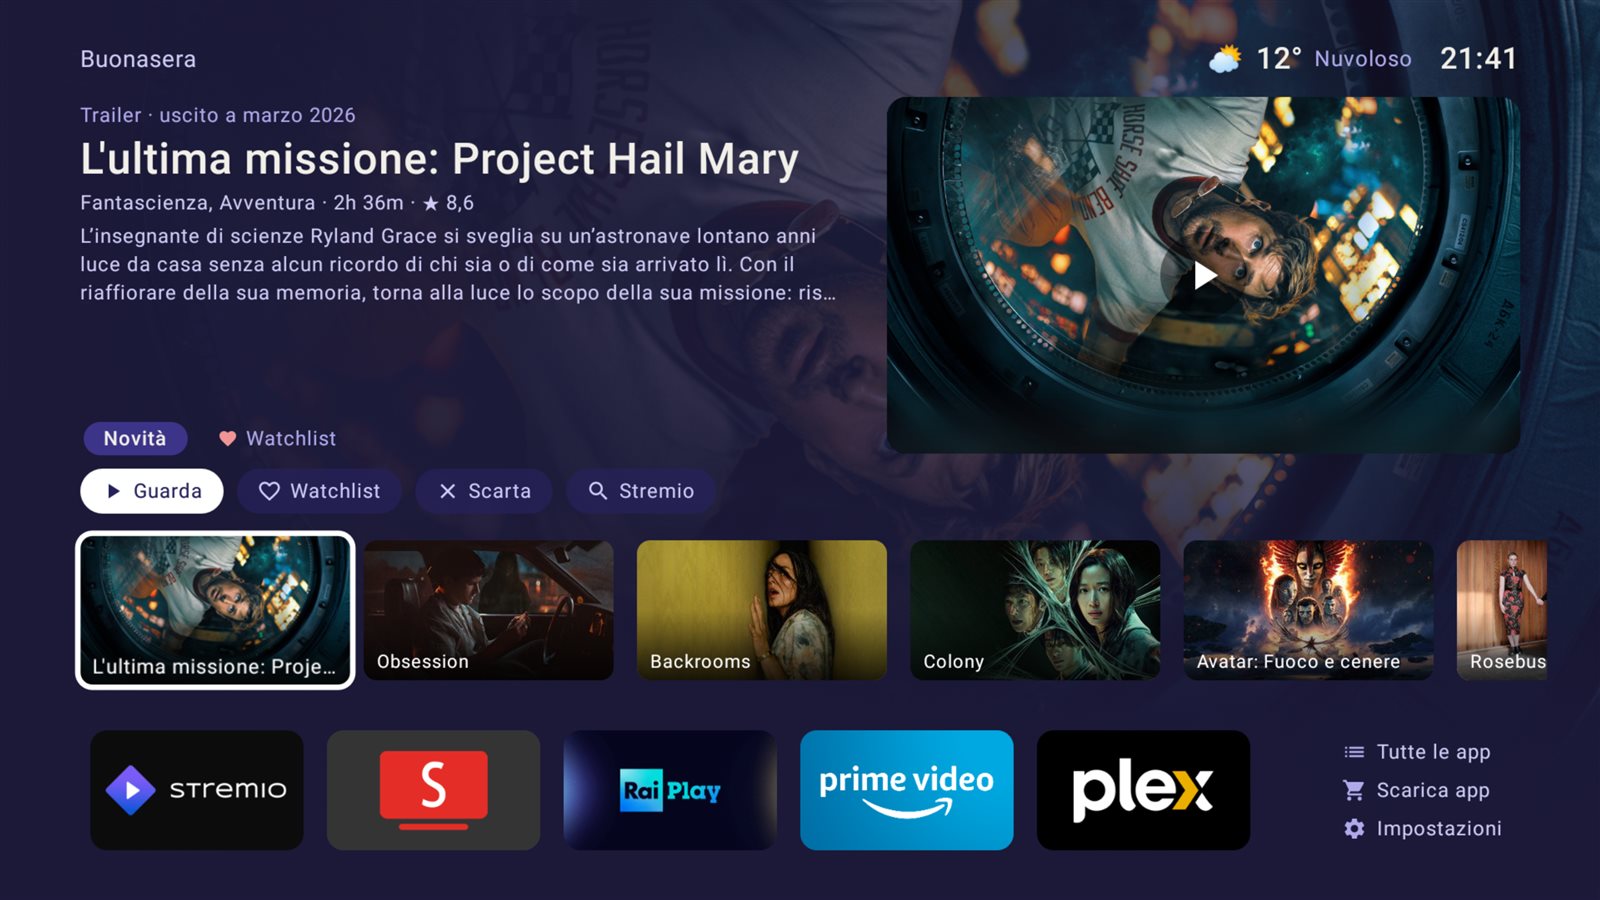 Buonasera
12° Nuvoloso 21:41
Trailer · uscito a marzo 2026
L'ultima missione: Project Hail Mary
Fantascienza, Avventura · 2h 36m · ★ 8,6
L’insegnante di scienze Ryland Grace si sveglia su un’astronave lontano anni
luce da casa senza alcun ricordo di chi sia o di come sia arrivato lì. Con il
riaffiorare della sua memoria, torna alla luce lo scopo della sua missione: ris…
HORSE SHOE BEND
Novità
Watchlist
Guarda
Watchlist
Scarta
Stremio
L'ultima missione: Proje…
Obsession
Backrooms
Colony
Avatar: Fuoco e cenere
Rosebus
STREMIO
S
Rai Play
prime video
plex
Tutte le app
Scarica app
Impostazioni